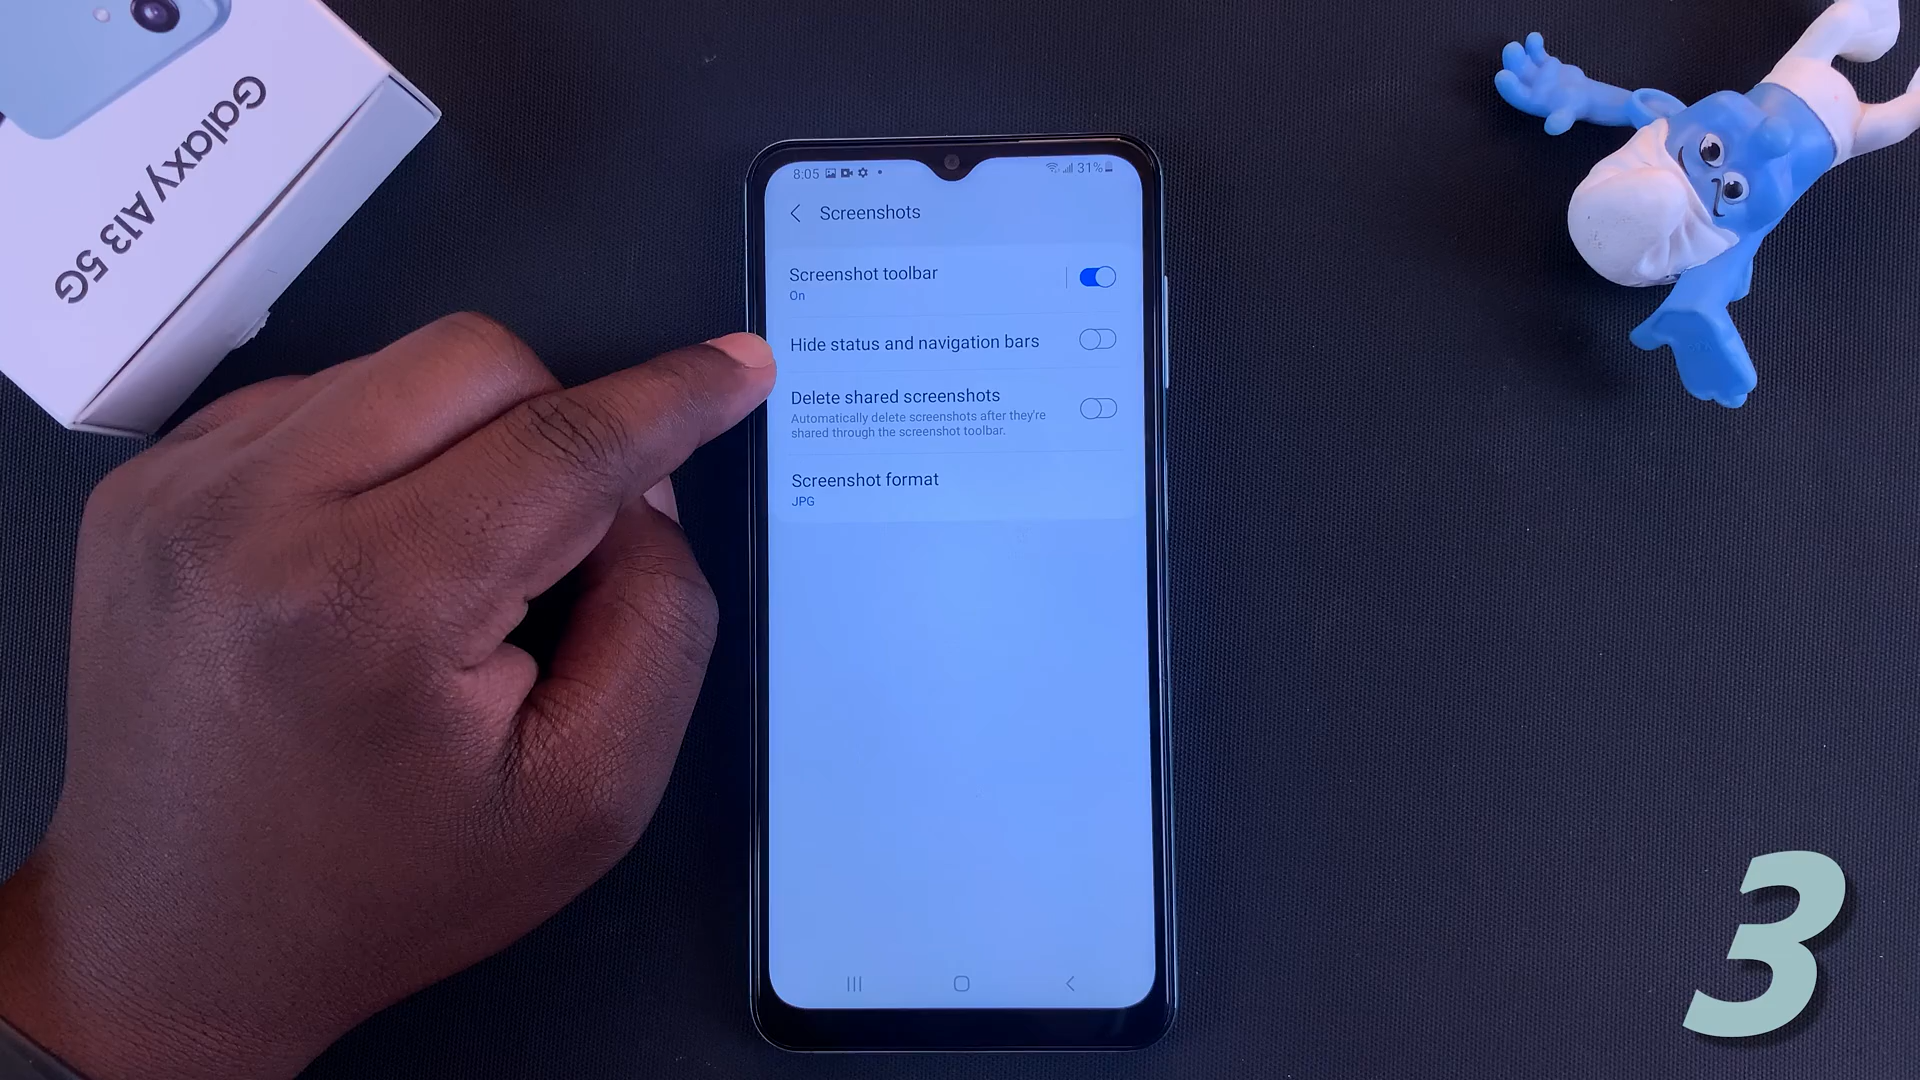 Galaxy A13 5G
8:05
31%
Screenshots
Screenshot toolbar
On
Hide status and navigation bars
Delete shared screenshots
Automatically delete screenshots after they're
shared through the screenshot toolbar.
Screenshot format
JPG
3